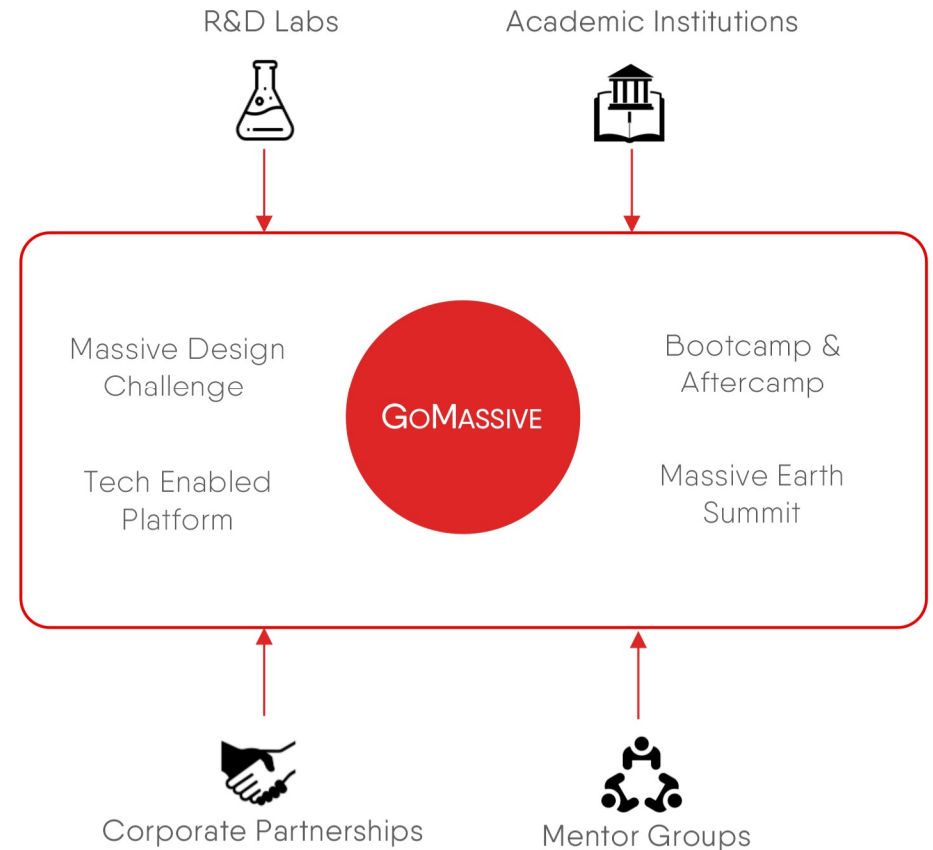 R&D Labs
Academic Institutions
Massive Design
Challenge
Tech Enabled
Platform
GoMassive
Bootcamp &
Aftercamp
Massive Earth
Summit
Corporate Partnerships
Mentor Groups